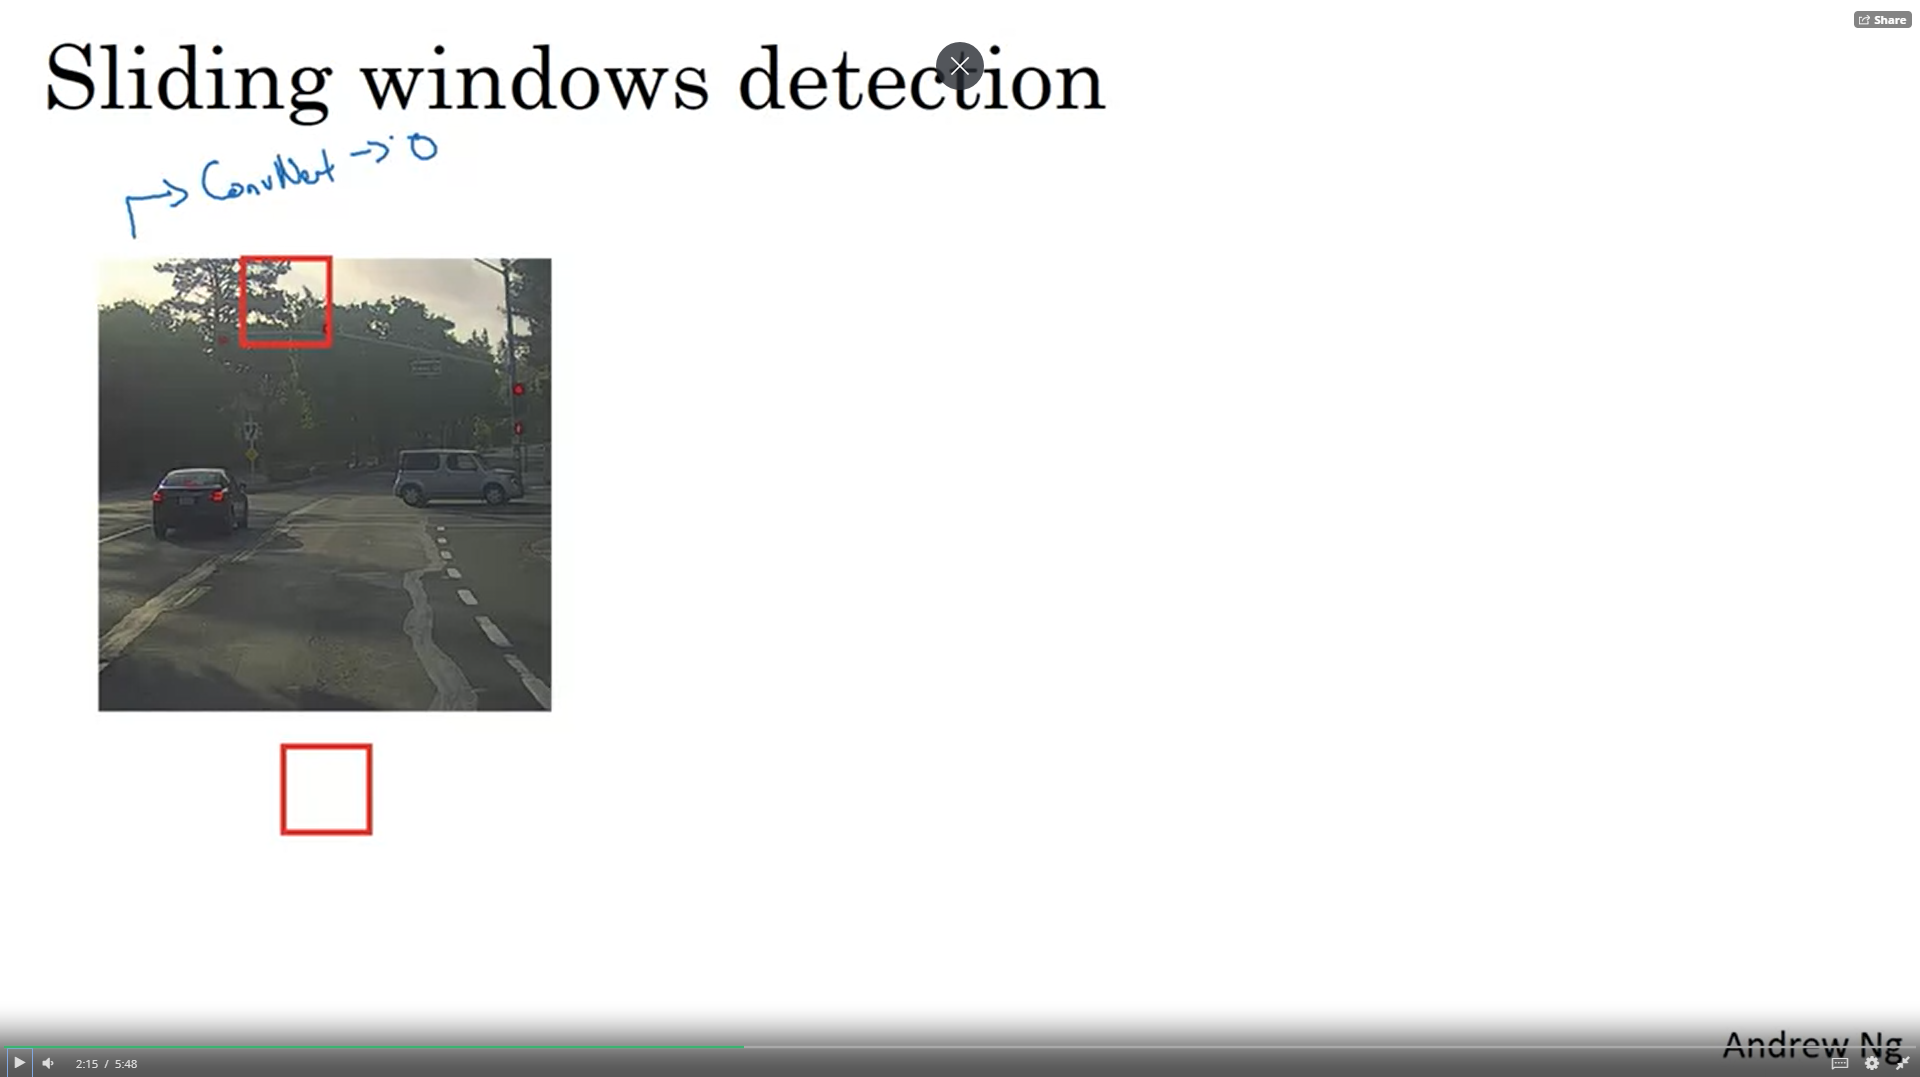 Share
Sliding windows detection
ConvNet → 0
Andrew Ng
2:15 / 5:48